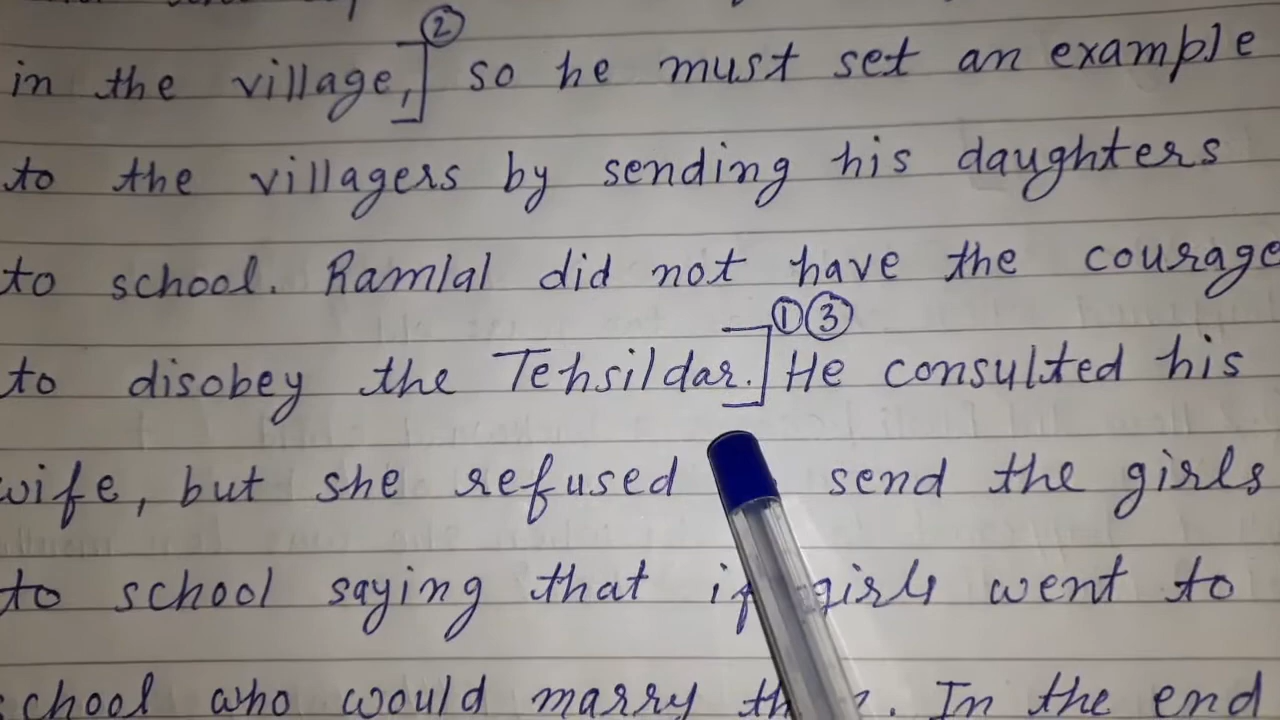 in the village,] ② so he must set an example
to the villagers by sending his daughters
to school. Ramlal did not have the courage
to disobey the Tehsildar.] ①③ He consulted his
wife, but she refused send the girls
to school saying that if girls went to
school who would marry In the end